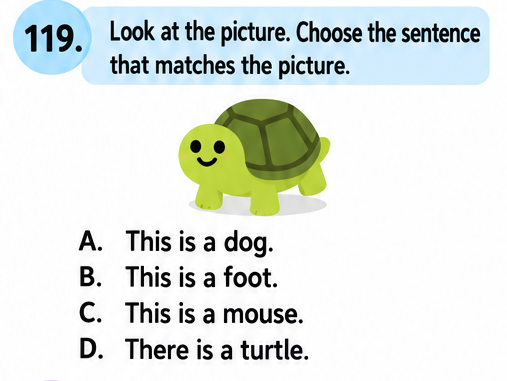 119. Look at the picture. Choose the sentence
that matches the picture.
A. This is a dog.
B. This is a foot.
C. This is a mouse.
D. There is a turtle.